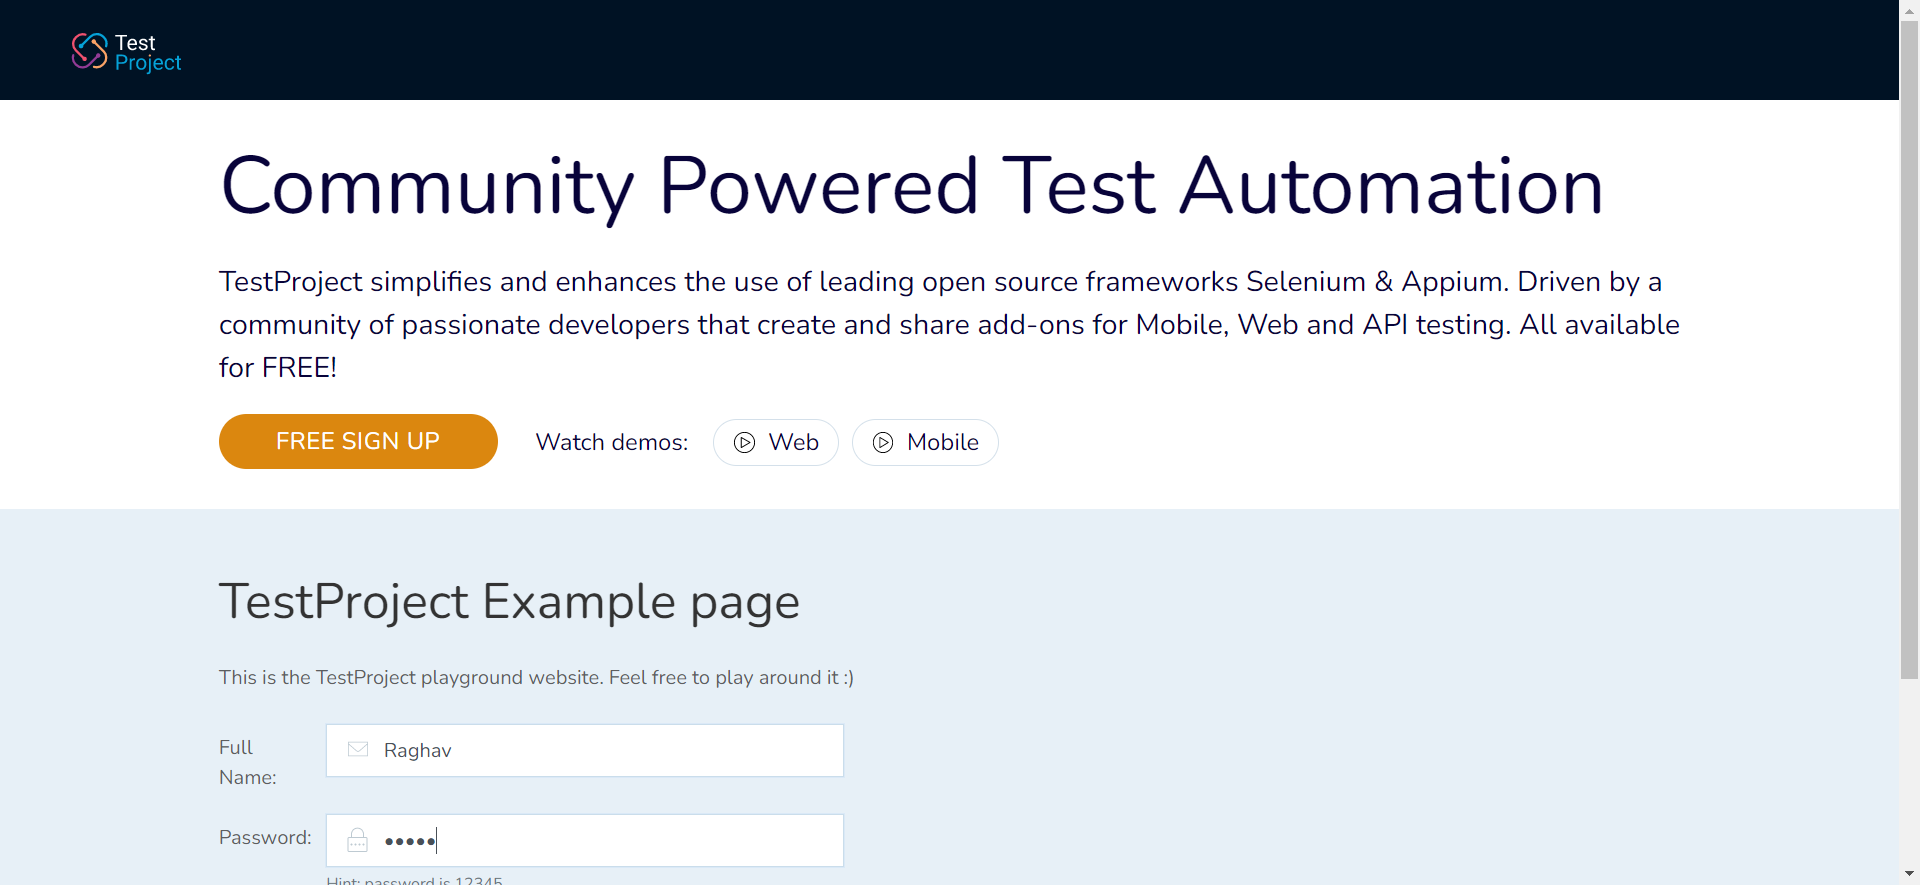 Test
Project
Community Powered Test Automation
TestProject simplifies and enhances the use of leading open source frameworks Selenium & Appium. Driven by a
community of passionate developers that create and share add-ons for Mobile, Web and API testing. All available
for FREE!
FREE SIGN UP Watch demos: Web Mobile
TestProject Example page
This is the TestProject playground website. Feel free to play around it :)
Full
Name:
Raghav
Password: •••••
Hint: password is 12345